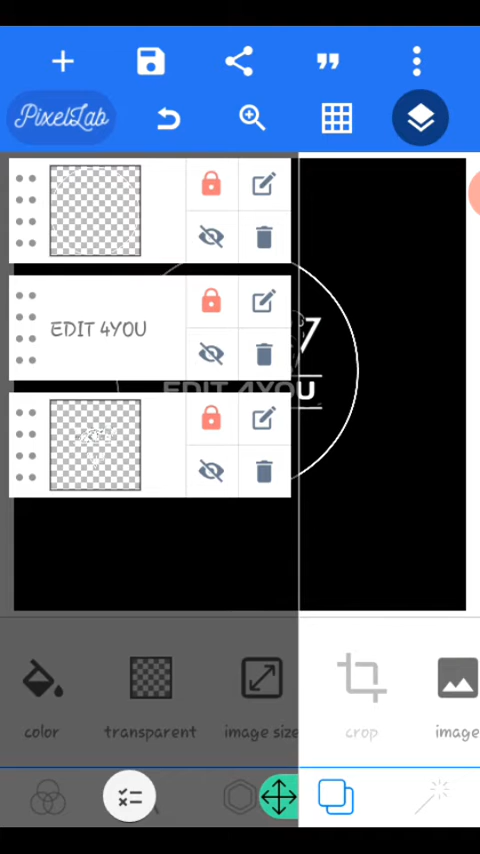 PixelLab
EDIT 4YOU
EDIT 4YOU
color
transparent
image size
crop
image